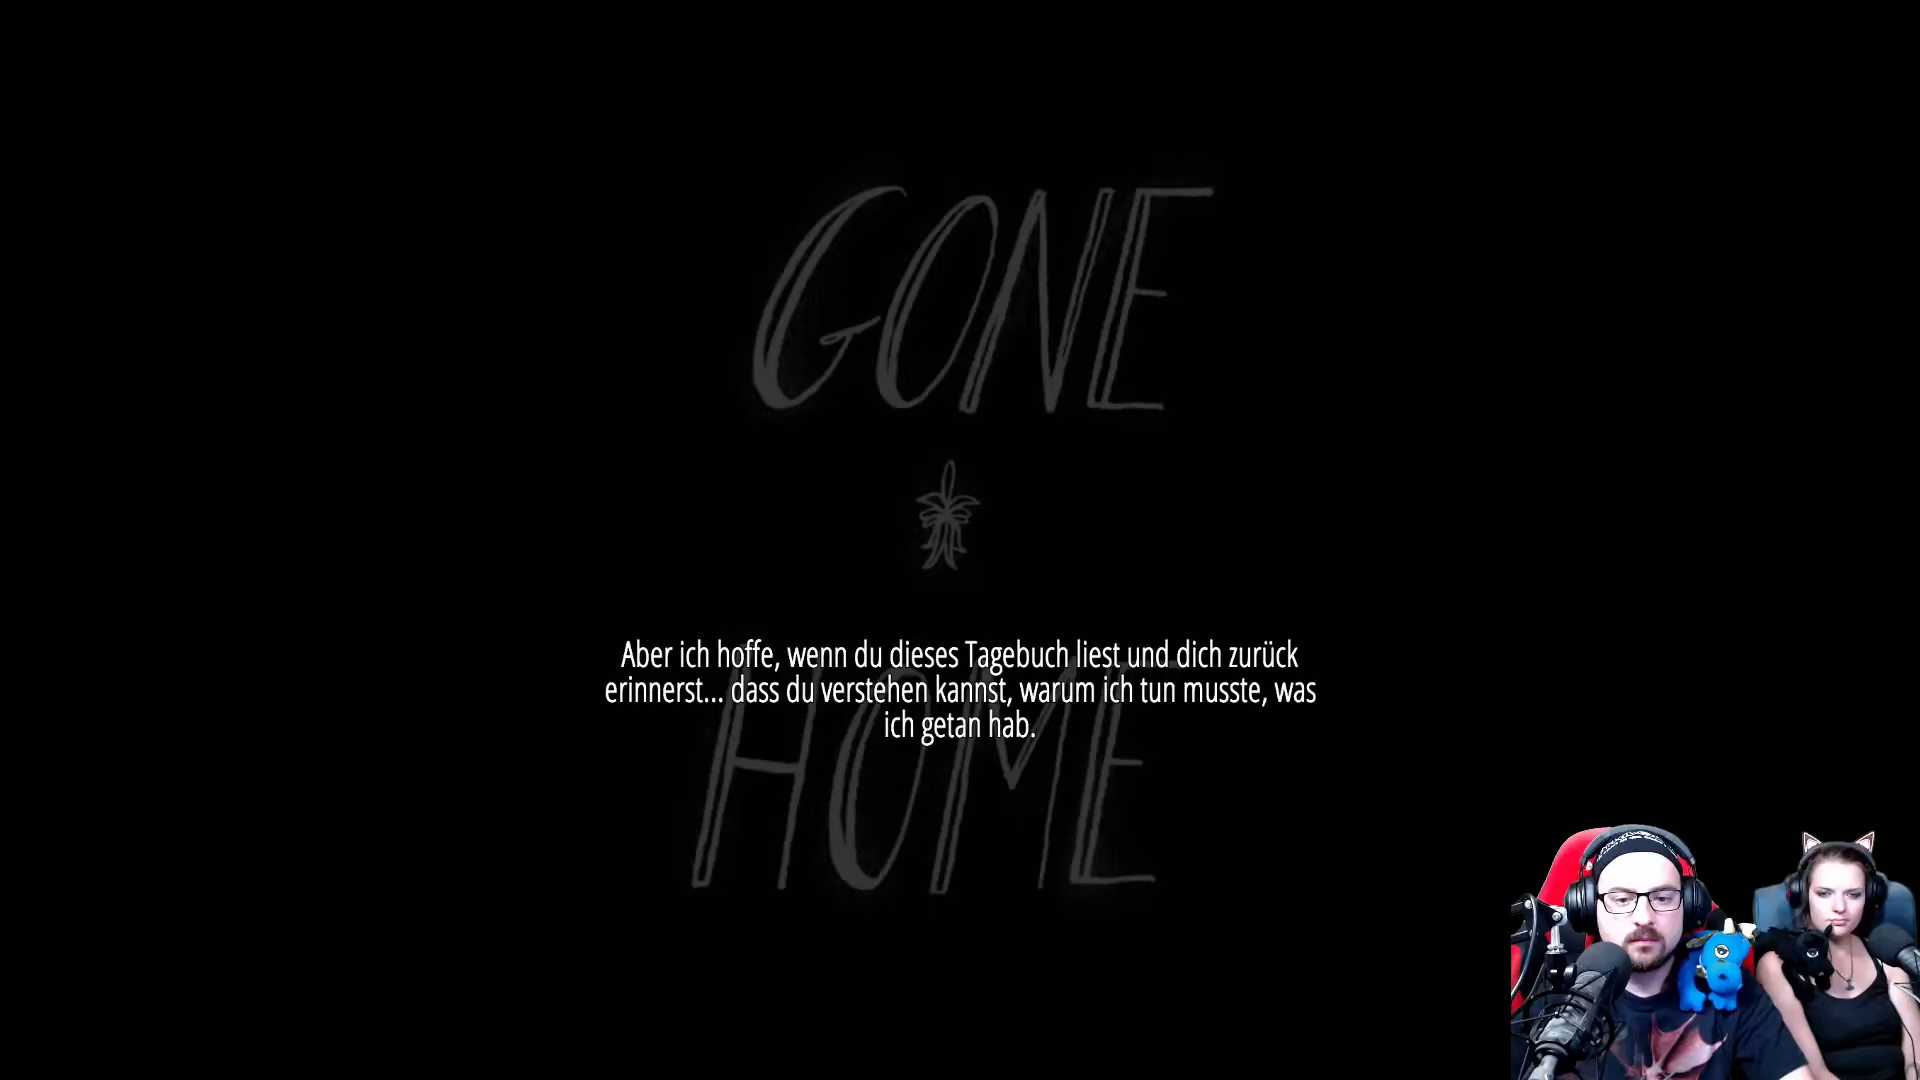 GONE
Aber ich hoffe, wenn du dieses Tagebuch liest und dich zurück
erinnerst... dass du verstehen kannst, warum ich tun musste, was
ich getan hab.
HOME